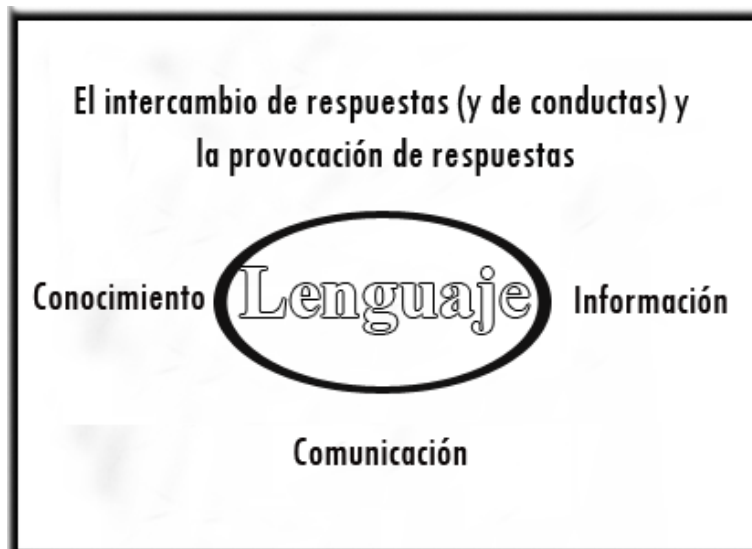 El intercambio de respuestas (y de conductas) y
la provocación de respuestas
Conocimiento
Lenguaje
Información
Comunicación